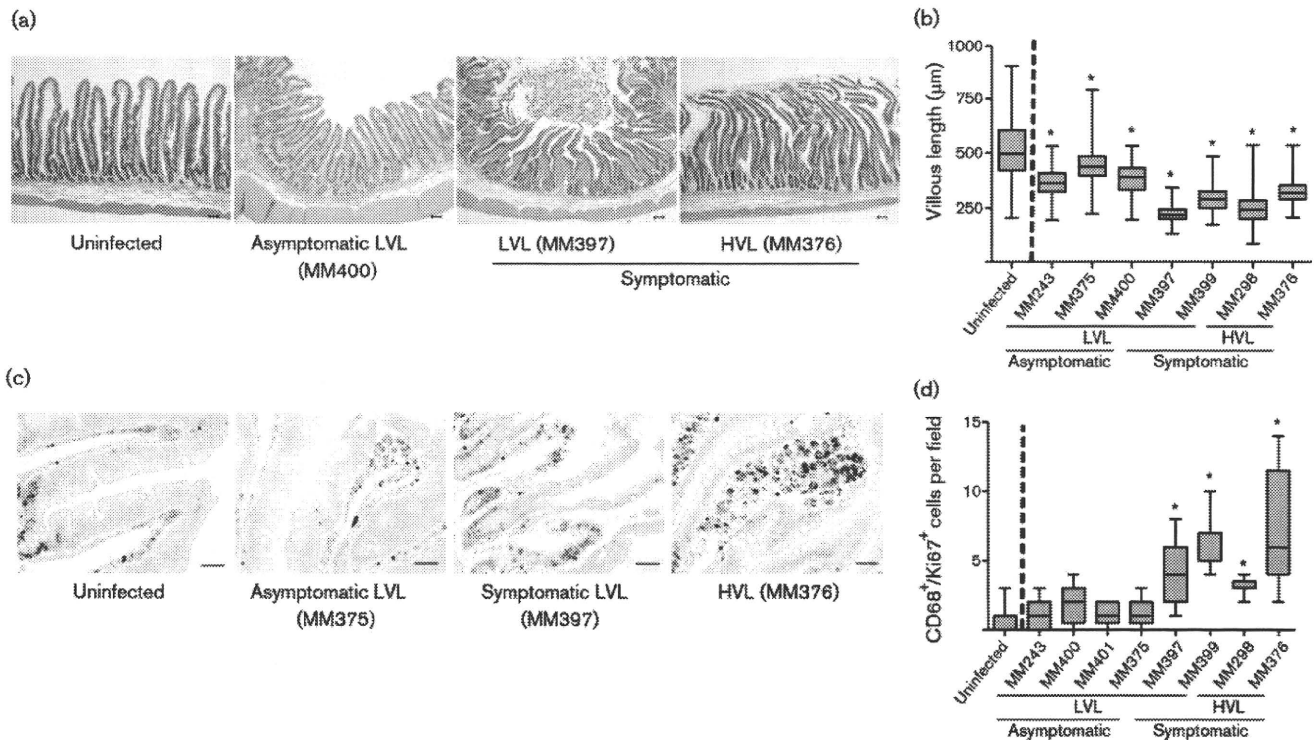 (a)
Uninfected
Asymptomatic LVL
(MM400)
LVL (MM397)
HVL (MM376)
Symptomatic
(b)
Villous length (µm)
1000
750
500
250
*
*
*
*
*
*
*
Uninfected
MM243
MM375
MM400
MM397
MM399
MM298
MM376
LVL
HVL
Asymptomatic
Symptomatic
(c)
Uninfected
Asymptomatic LVL
(MM375)
Symptomatic LVL
(MM397)
HVL (MM376)
(d)
CD68⁺/Ki67⁺ cells per field
15
10
5
*
*
*
*
Uninfected
MM243
MM400
MM401
MM375
MM397
MM399
MM298
MM376
LVL
HVL
Asymptomatic
Symptomatic